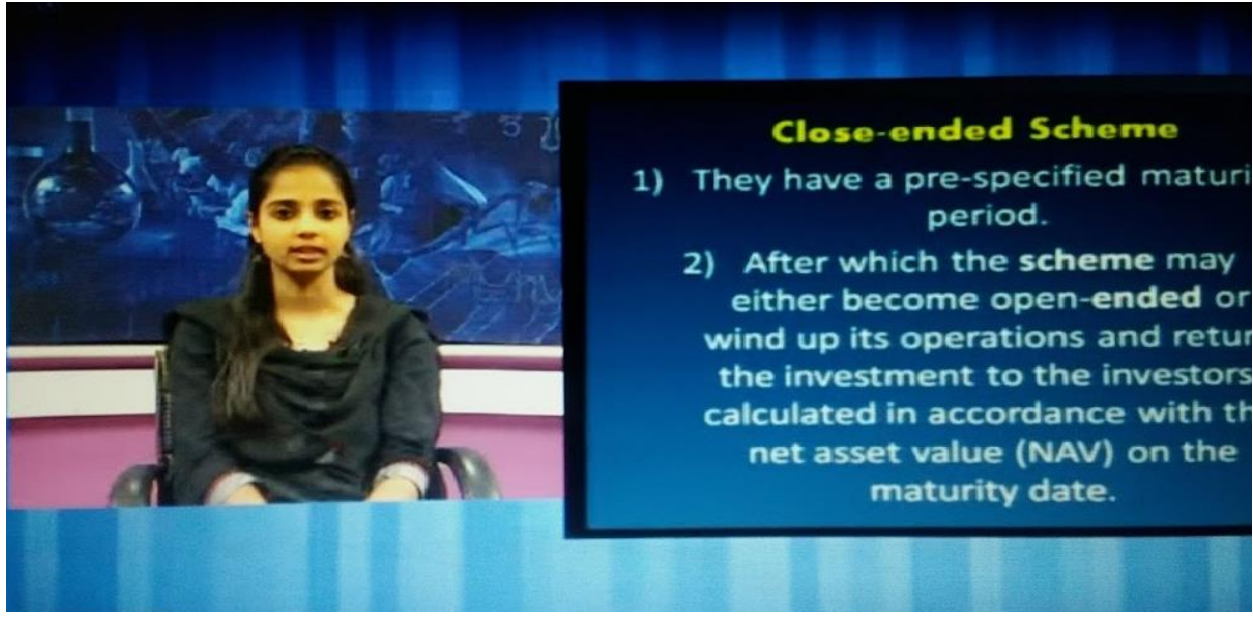 Close-ended Scheme
1) They have a pre-specified maturi
period.
2) After which the scheme may
either become open-ended or
wind up its operations and retur
the investment to the investors
calculated in accordance with th
net asset value (NAV) on the
maturity date.